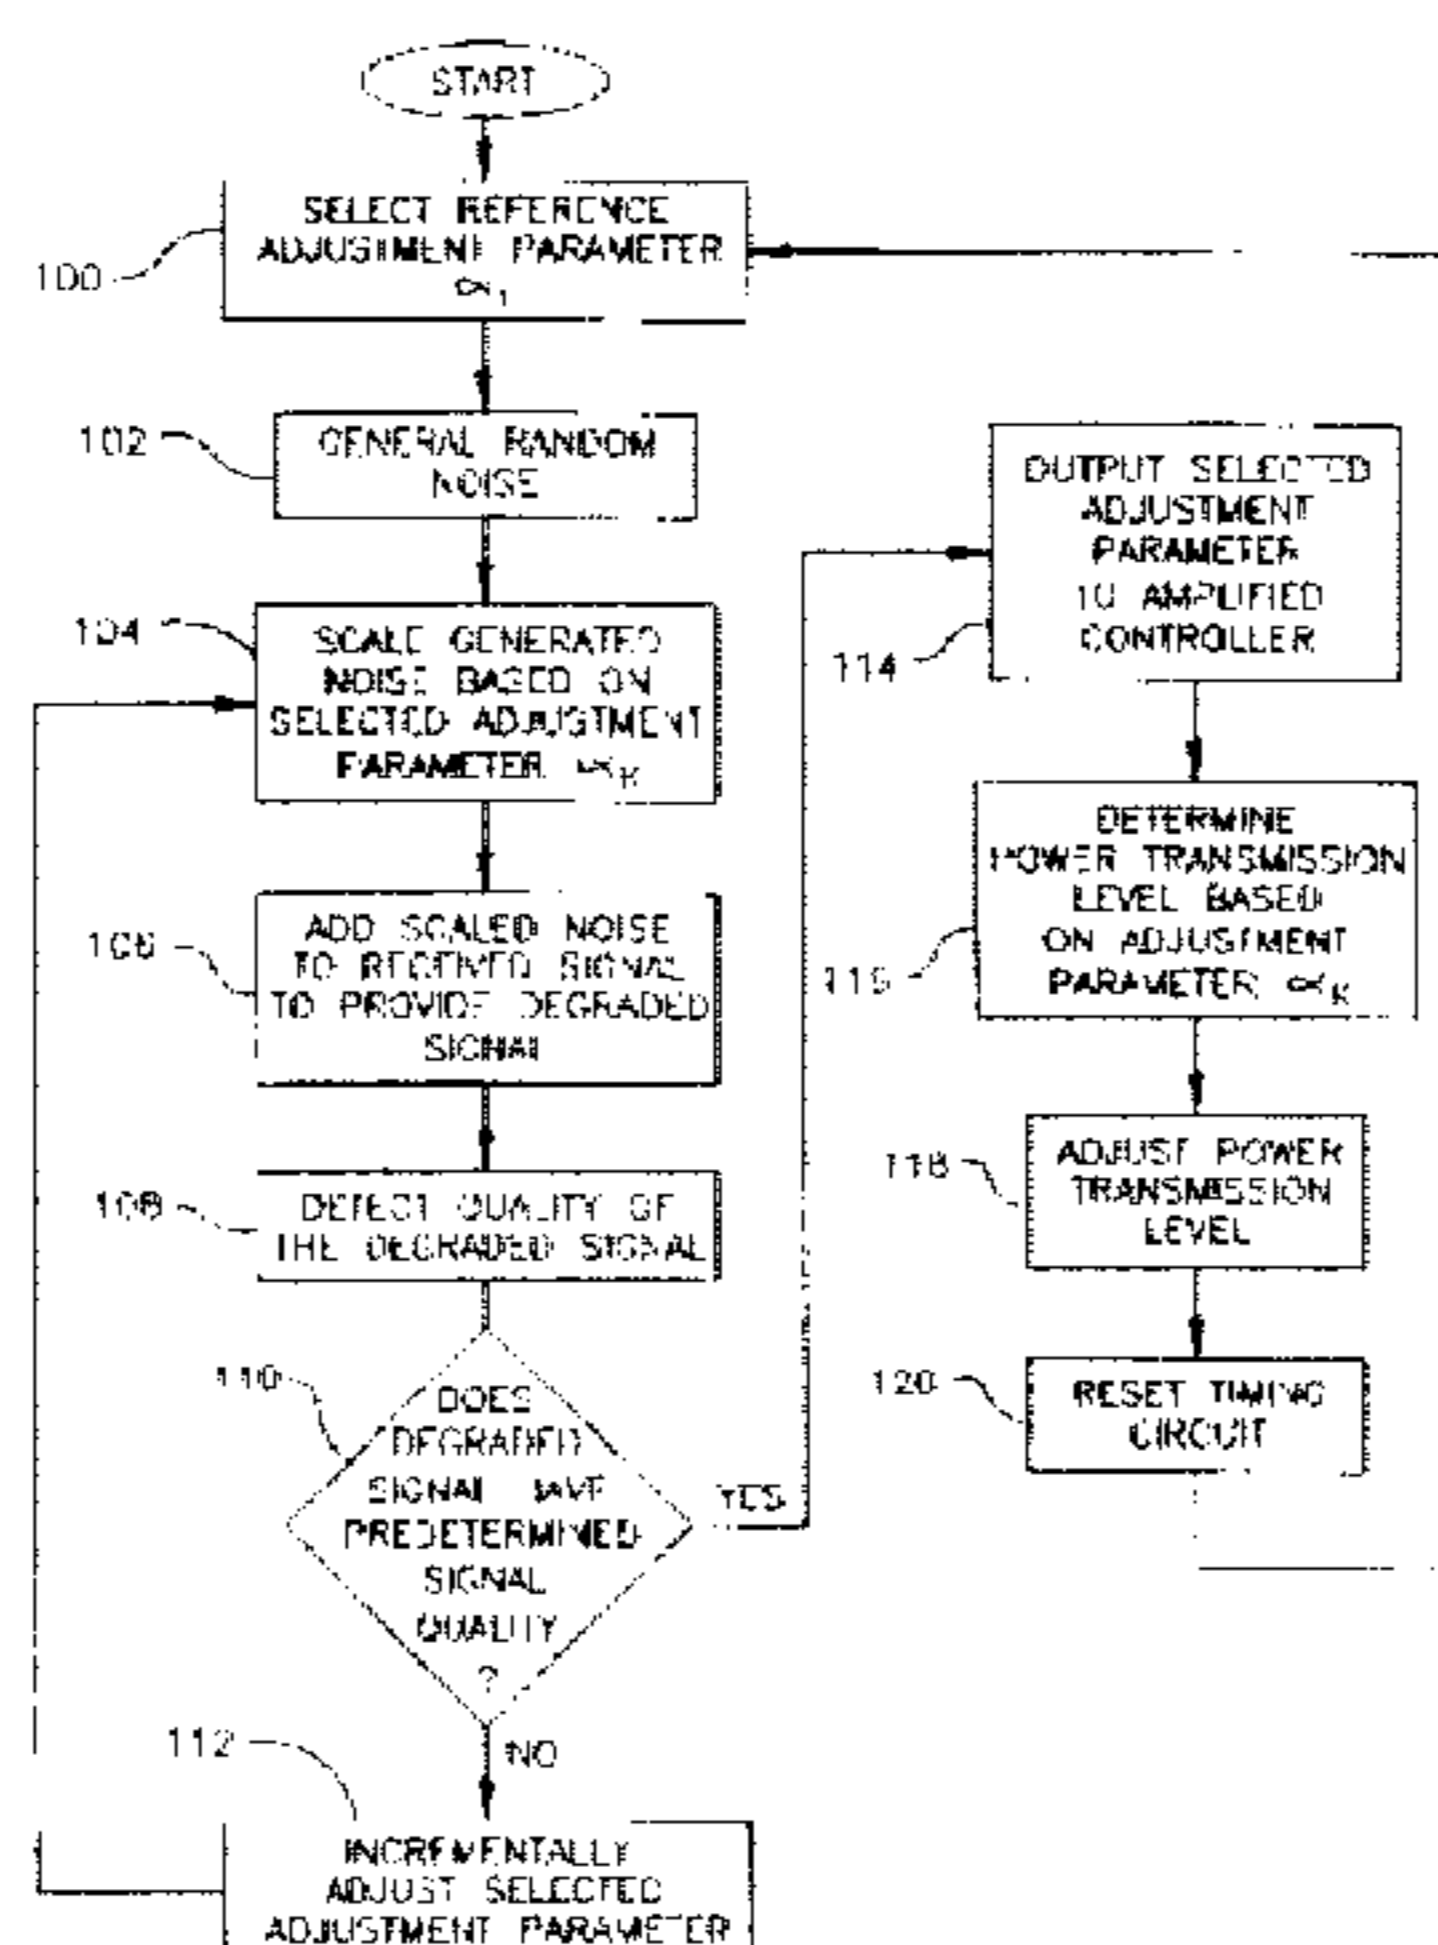 START
100
SELECT REFERENCE
ADJUSTMENT PARAMETER
∝₁
102
GENERAL RANDOM
NOISE
104
SCALE GENERATED
NOISE BASED ON
SELECTED ADJUSTMENT
PARAMETER ∝K
106
ADD SCALED NOISE
TO RECEIVED SIGNAL
TO PROVIDE DEGRADED
SIGNAL
108
DETECT QUALITY OF
THE DEGRADED SIGNAL
110
DOES
DEGRADED
SIGNAL HAVE
PREDETERMINED
SIGNAL
QUALITY
?
YES
NO
112
INCREMENTALLY
ADJUST SELECTED
ADJUSTMENT PARAMETER
114
OUTPUT SELECTED
ADJUSTMENT
PARAMETER
TO AMPLIFIED
CONTROLLER
116
DETERMINE
POWER TRANSMISSION
LEVEL BASED
ON ADJUSTMENT
PARAMETER ∝K
118
ADJUST POWER
TRANSMISSION
LEVEL
120
RESET TIMING
CIRCUIT